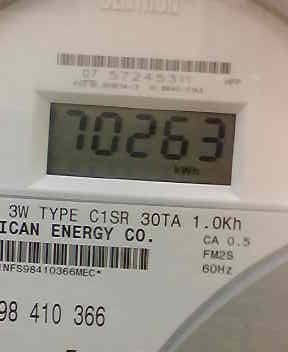 07 57245311
70263
kWh
3W TYPE C1SR 30TA 1.0Kh
ICAN ENERGY CO.
CA 0.5
FM2S
60Hz
NFS98410366MEC*
98 410 366